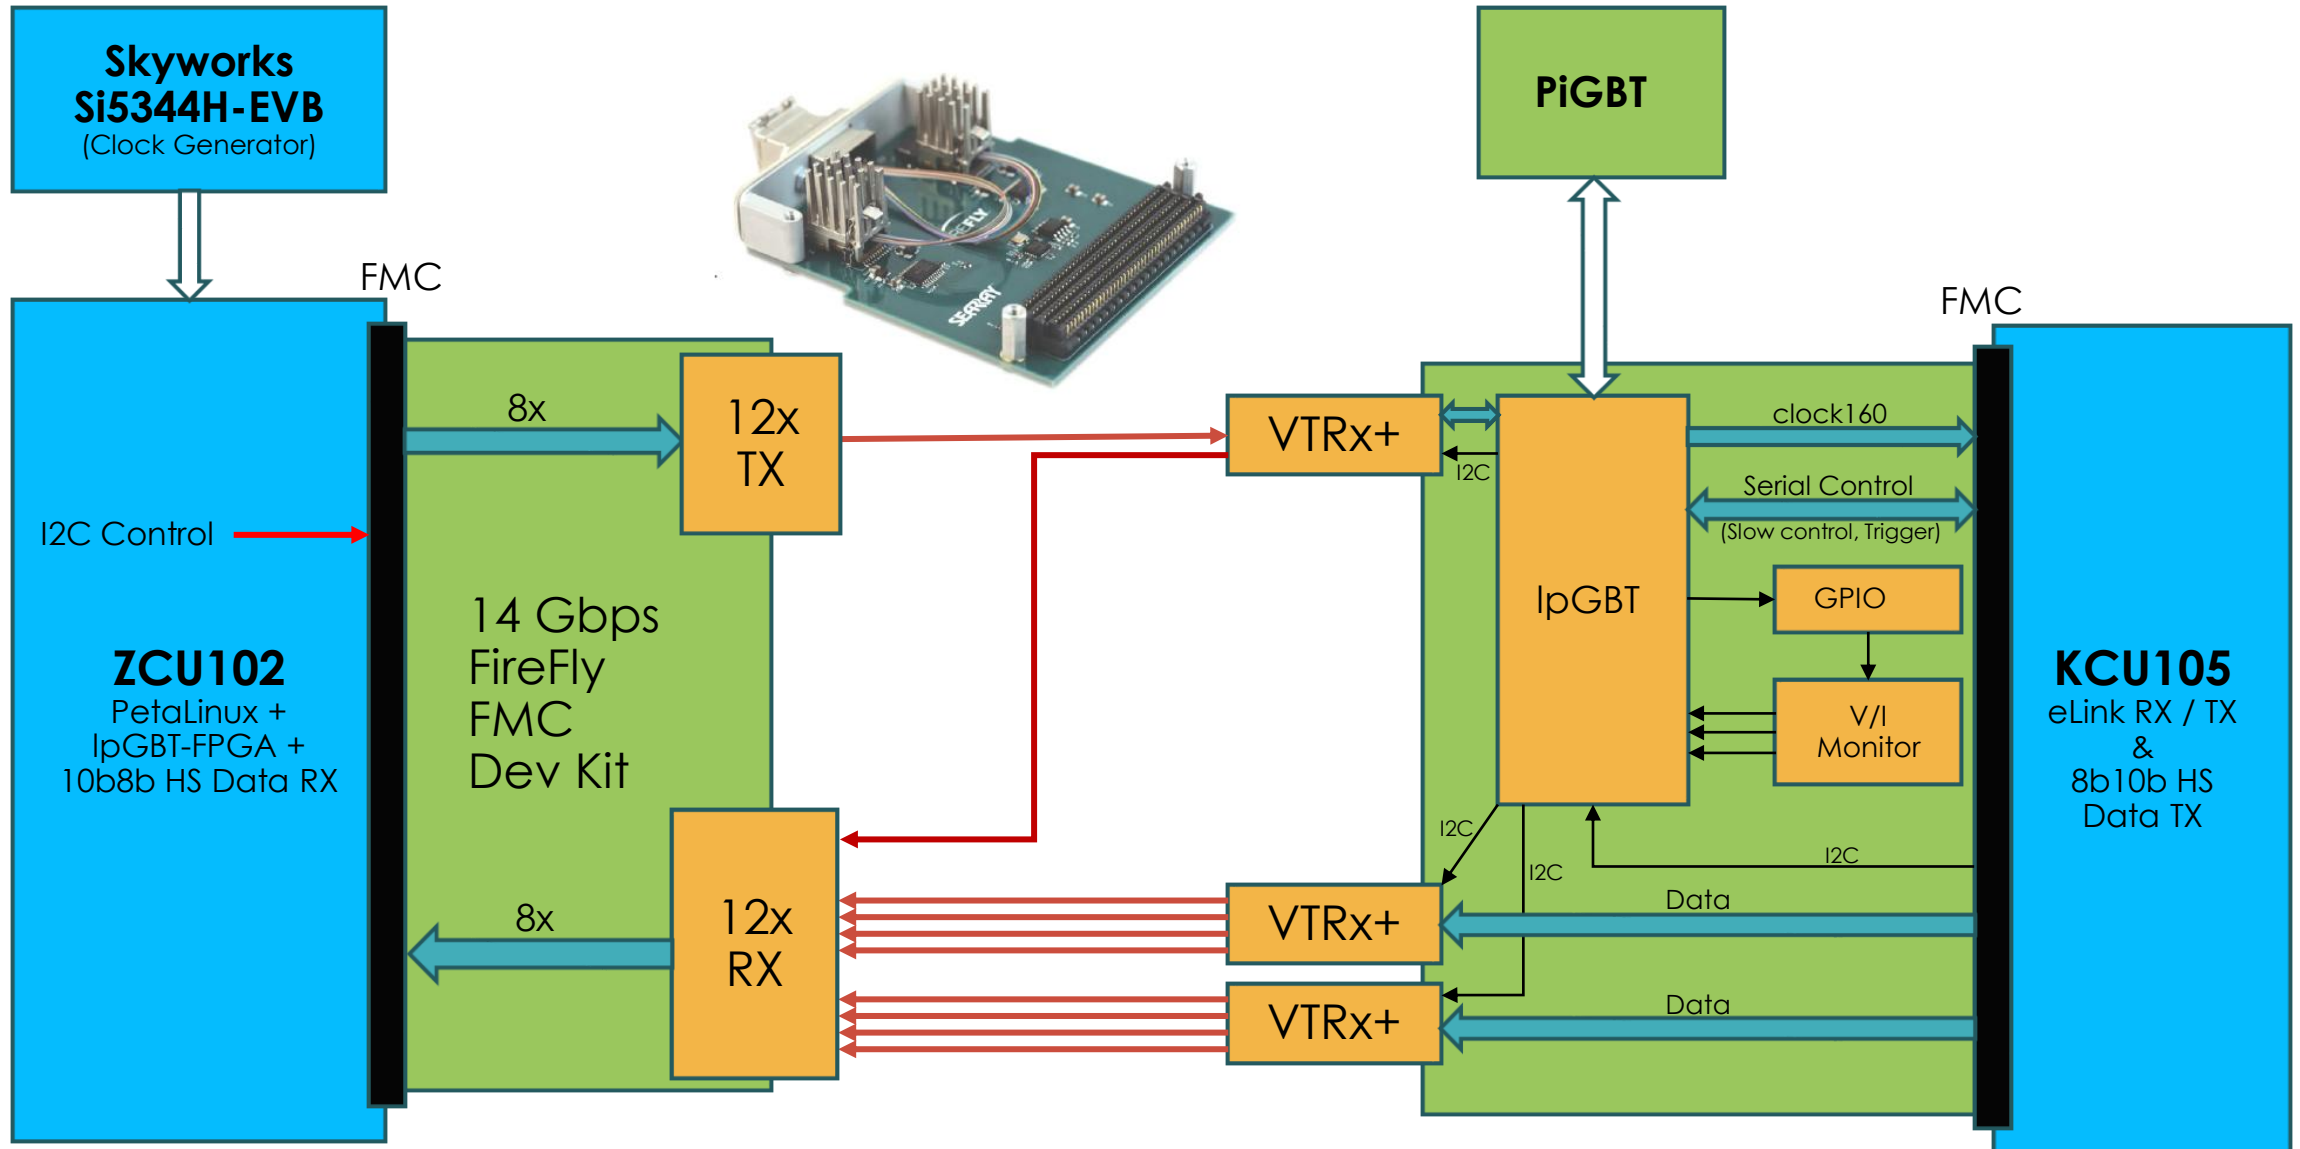 Skyworks
Si5344H-EVB
(Clock Generator)
PiGBT
FMC
FMC
8x
12x
TX
VTRx+
I2C
clock160
Serial Control
(Slow control, Trigger)
I2C Control
lpGBT
GPIO
V/I
Monitor
14 Gbps
FireFly
FMC
Dev Kit
ZCU102
PetaLinux +
lpGBT-FPGA +
10b8b HS Data RX
KCU105
eLink RX / TX
&
8b10b HS
Data TX
I2C
I2C
I2C
8x
12x
RX
VTRx+
Data
VTRx+
Data
SEARAY